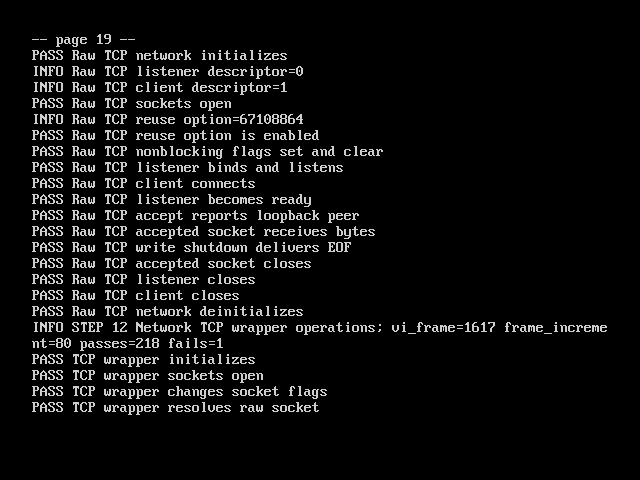 -- page 19 --
PASS Raw TCP network initializes
INFO Raw TCP listener descriptor=0
INFO Raw TCP client descriptor=1
PASS Raw TCP sockets open
INFO Raw TCP reuse option=67108864
PASS Raw TCP reuse option is enabled
PASS Raw TCP nonblocking flags set and clear
PASS Raw TCP listener binds and listens
PASS Raw TCP client connects
PASS Raw TCP listener becomes ready
PASS Raw TCP accept reports loopback peer
PASS Raw TCP accepted socket receives bytes
PASS Raw TCP write shutdown delivers EOF
PASS Raw TCP accepted socket closes
PASS Raw TCP listener closes
PASS Raw TCP client closes
PASS Raw TCP network deinitializes
INFO STEP 12 Network TCP wrapper operations; vi_frame=1617 frame_increme
nt=80 passes=218 fails=1
PASS TCP wrapper initializes
PASS TCP wrapper sockets open
PASS TCP wrapper changes socket flags
PASS TCP wrapper resolves raw socket